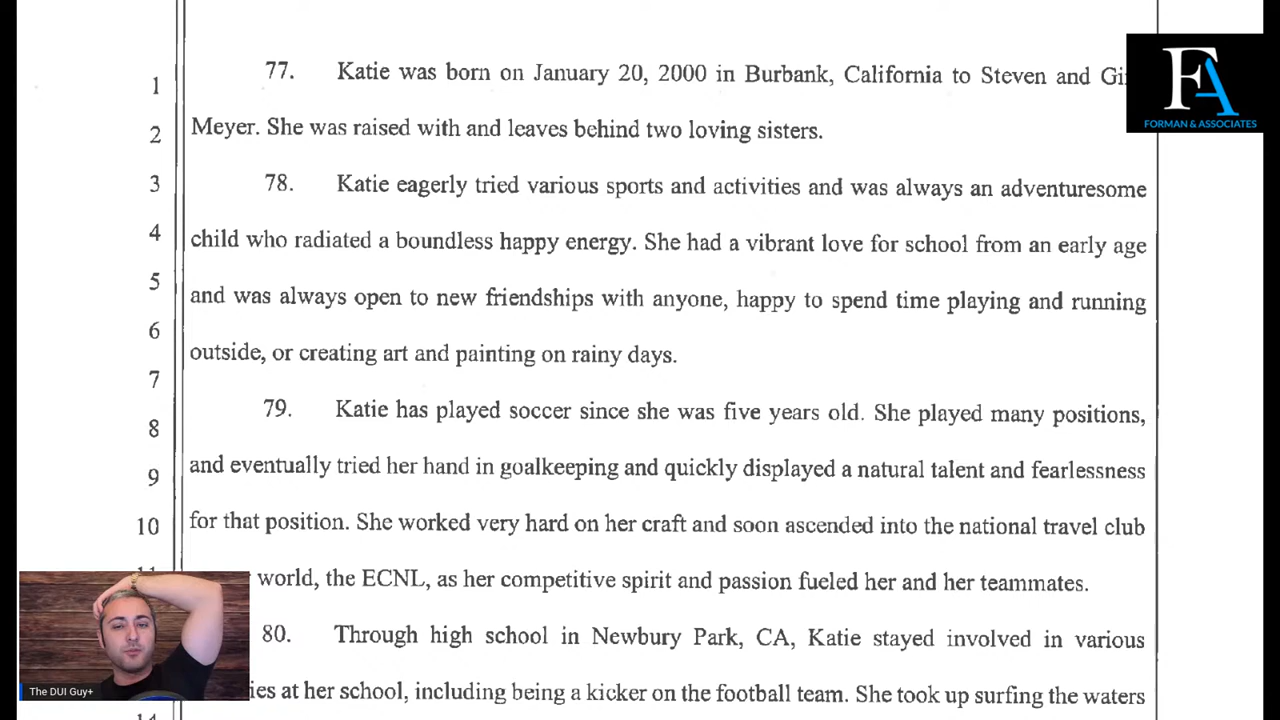 77. Katie was born on January 20, 2000 in Burbank, California to Steven and
FA
FORMAN & ASSOCIATES
1
2 Meyer. She was raised with and leaves behind two loving sisters.
3 78. Katie eagerly tried various sports and activities and was always an adventuresome
4 child who radiated a boundless happy energy. She had a vibrant love for school from an early age
5 and was always open to new friendships with anyone, happy to spend time playing and running
6 outside, or creating art and painting on rainy days.
7
8 79. Katie has played soccer since she was five years old. She played many positions,
9 and eventually tried her hand in goalkeeping and quickly displayed a natural talent and fearlessness
10 for that position. She worked very hard on her craft and soon ascended into the national travel club
world, the ECNL, as her competitive spirit and passion fueled her and her teammates.
80. Through high school in Newbury Park, CA, Katie stayed involved in various
at her school, including being a kicker on the football team. She took up surfing the waters
The DUI Guy+